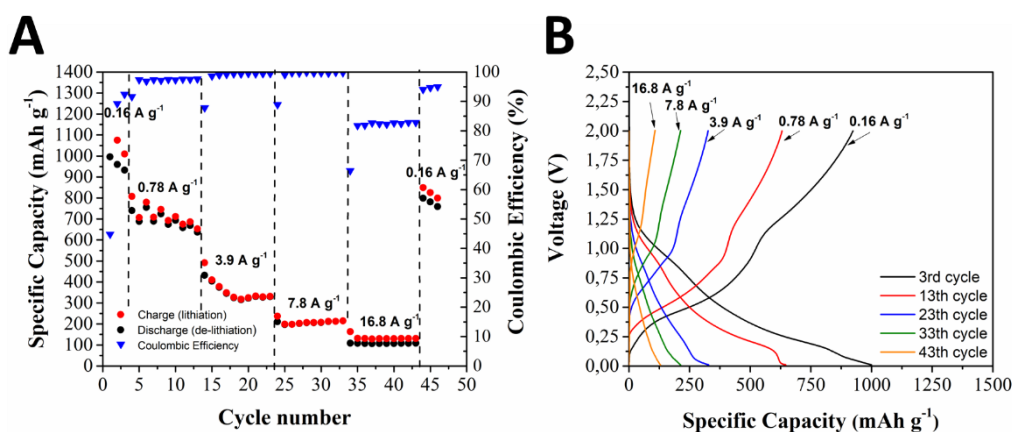 A
Specific Capacity (mAh g⁻¹)
1400
1300
1200
1100
1000
900
800
700
600
500
400
300
200
100
0
0.16 A g⁻¹
0.78 A g⁻¹
3.9 A g⁻¹
7.8 A g⁻¹
16.8 A g⁻¹
0.16 A g⁻¹
Charge (lithiation)
Discharge (de-lithiation)
Coulombic Efficiency
0 5 10 15 20 25 30 35 40 45 50
Cycle number
100
90
80
70
60
50
40
30
20
10
0
Coulombic Efficiency (%)
B
Voltage (V)
2,25
2,00
1,75
1,50
1,25
1,00
0,75
0,50
0,25
0,00
16.8 A g⁻¹
7.8 A g⁻¹
3.9 A g⁻¹
0.78 A g⁻¹
0.16 A g⁻¹
3rd cycle
13th cycle
23th cycle
33th cycle
43th cycle
0 250 500 750 1000 1250 1500
Specific Capacity (mAh g⁻¹)